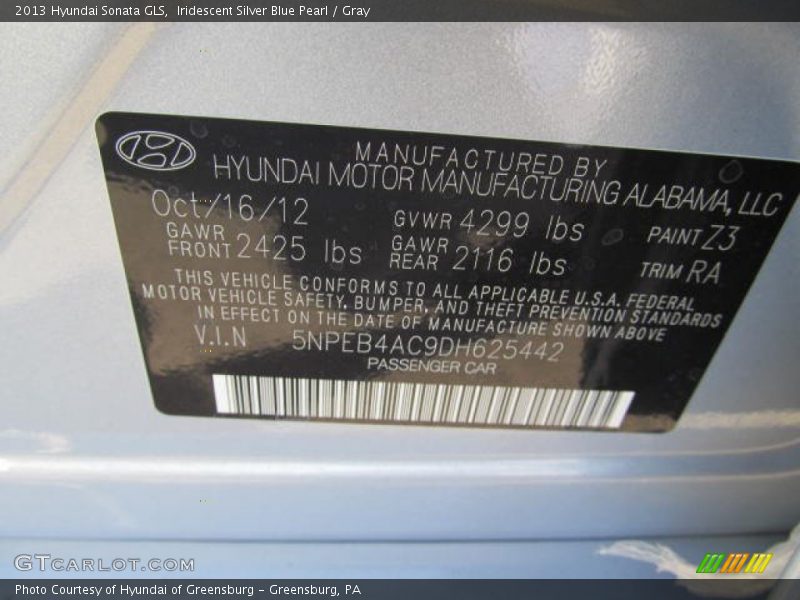 2013 Hyundai Sonata GLS, Iridescent Silver Blue Pearl / Gray
MANUFACTURED BY
HYUNDAI MOTOR MANUFACTURING ALABAMA, LLC
Oct/16/12 GVWR 4299 lbs PAINT Z3
GAWR FRONT 2425 lbs GAWR REAR 2116 lbs TRIM RA
THIS VEHICLE CONFORMS TO ALL APPLICABLE U.S.A. FEDERAL
MOTOR VEHICLE SAFETY, BUMPER, AND THEFT PREVENTION STANDARDS
IN EFFECT ON THE DATE OF MANUFACTURE SHOWN ABOVE
V.I.N 5NPEB4AC9DH625442
PASSENGER CAR
GTCARLOT.COM
Photo Courtesy of Hyundai of Greensburg - Greensburg, PA